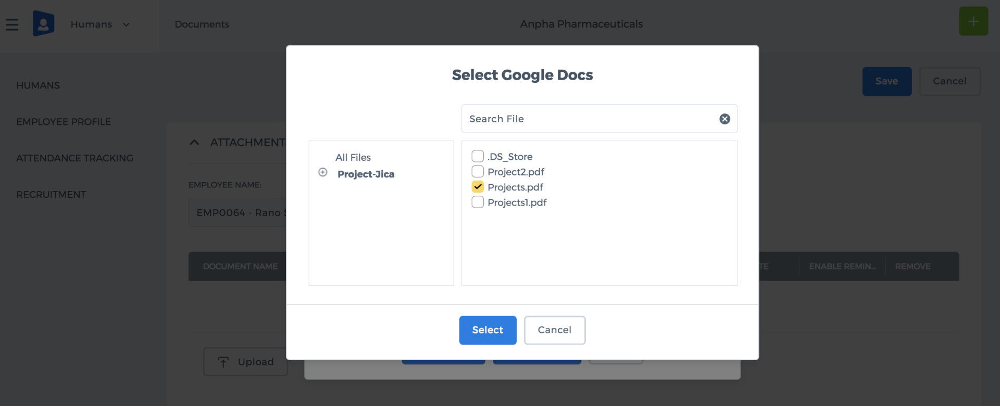 Humans
Documents
Anpha Pharmaceuticals
HUMANS
EMPLOYEE PROFILE
ATTENDANCE TRACKING
RECRUITMENT
Save
Cancel
ATTACHMENT
EMPLOYEE NAME:
EMP0064 - Rano
DOCUMENT NAME
ENABLE REMIN...
REMOVE
Upload
Select Google Docs
Search File
All Files
Project-Jica
.DS_Store
Project2.pdf
Projects.pdf
Projects1.pdf
Select
Cancel